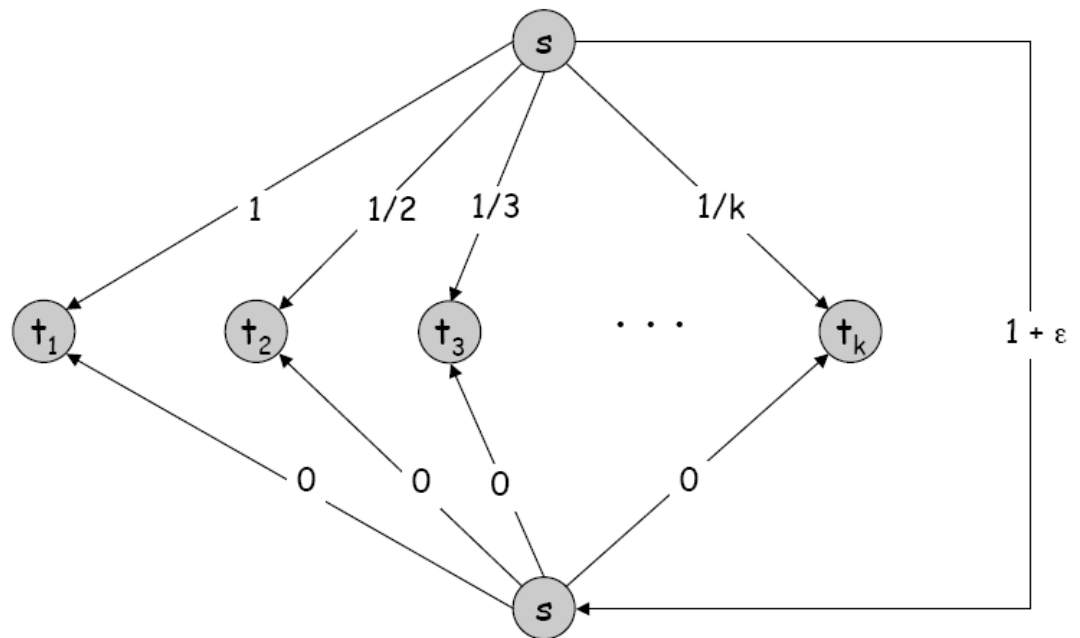 s
1 1/2 1/3 1/k
t₁ t₂ t₃ . . . tₖ 1 + ε
0 0 0 0
s